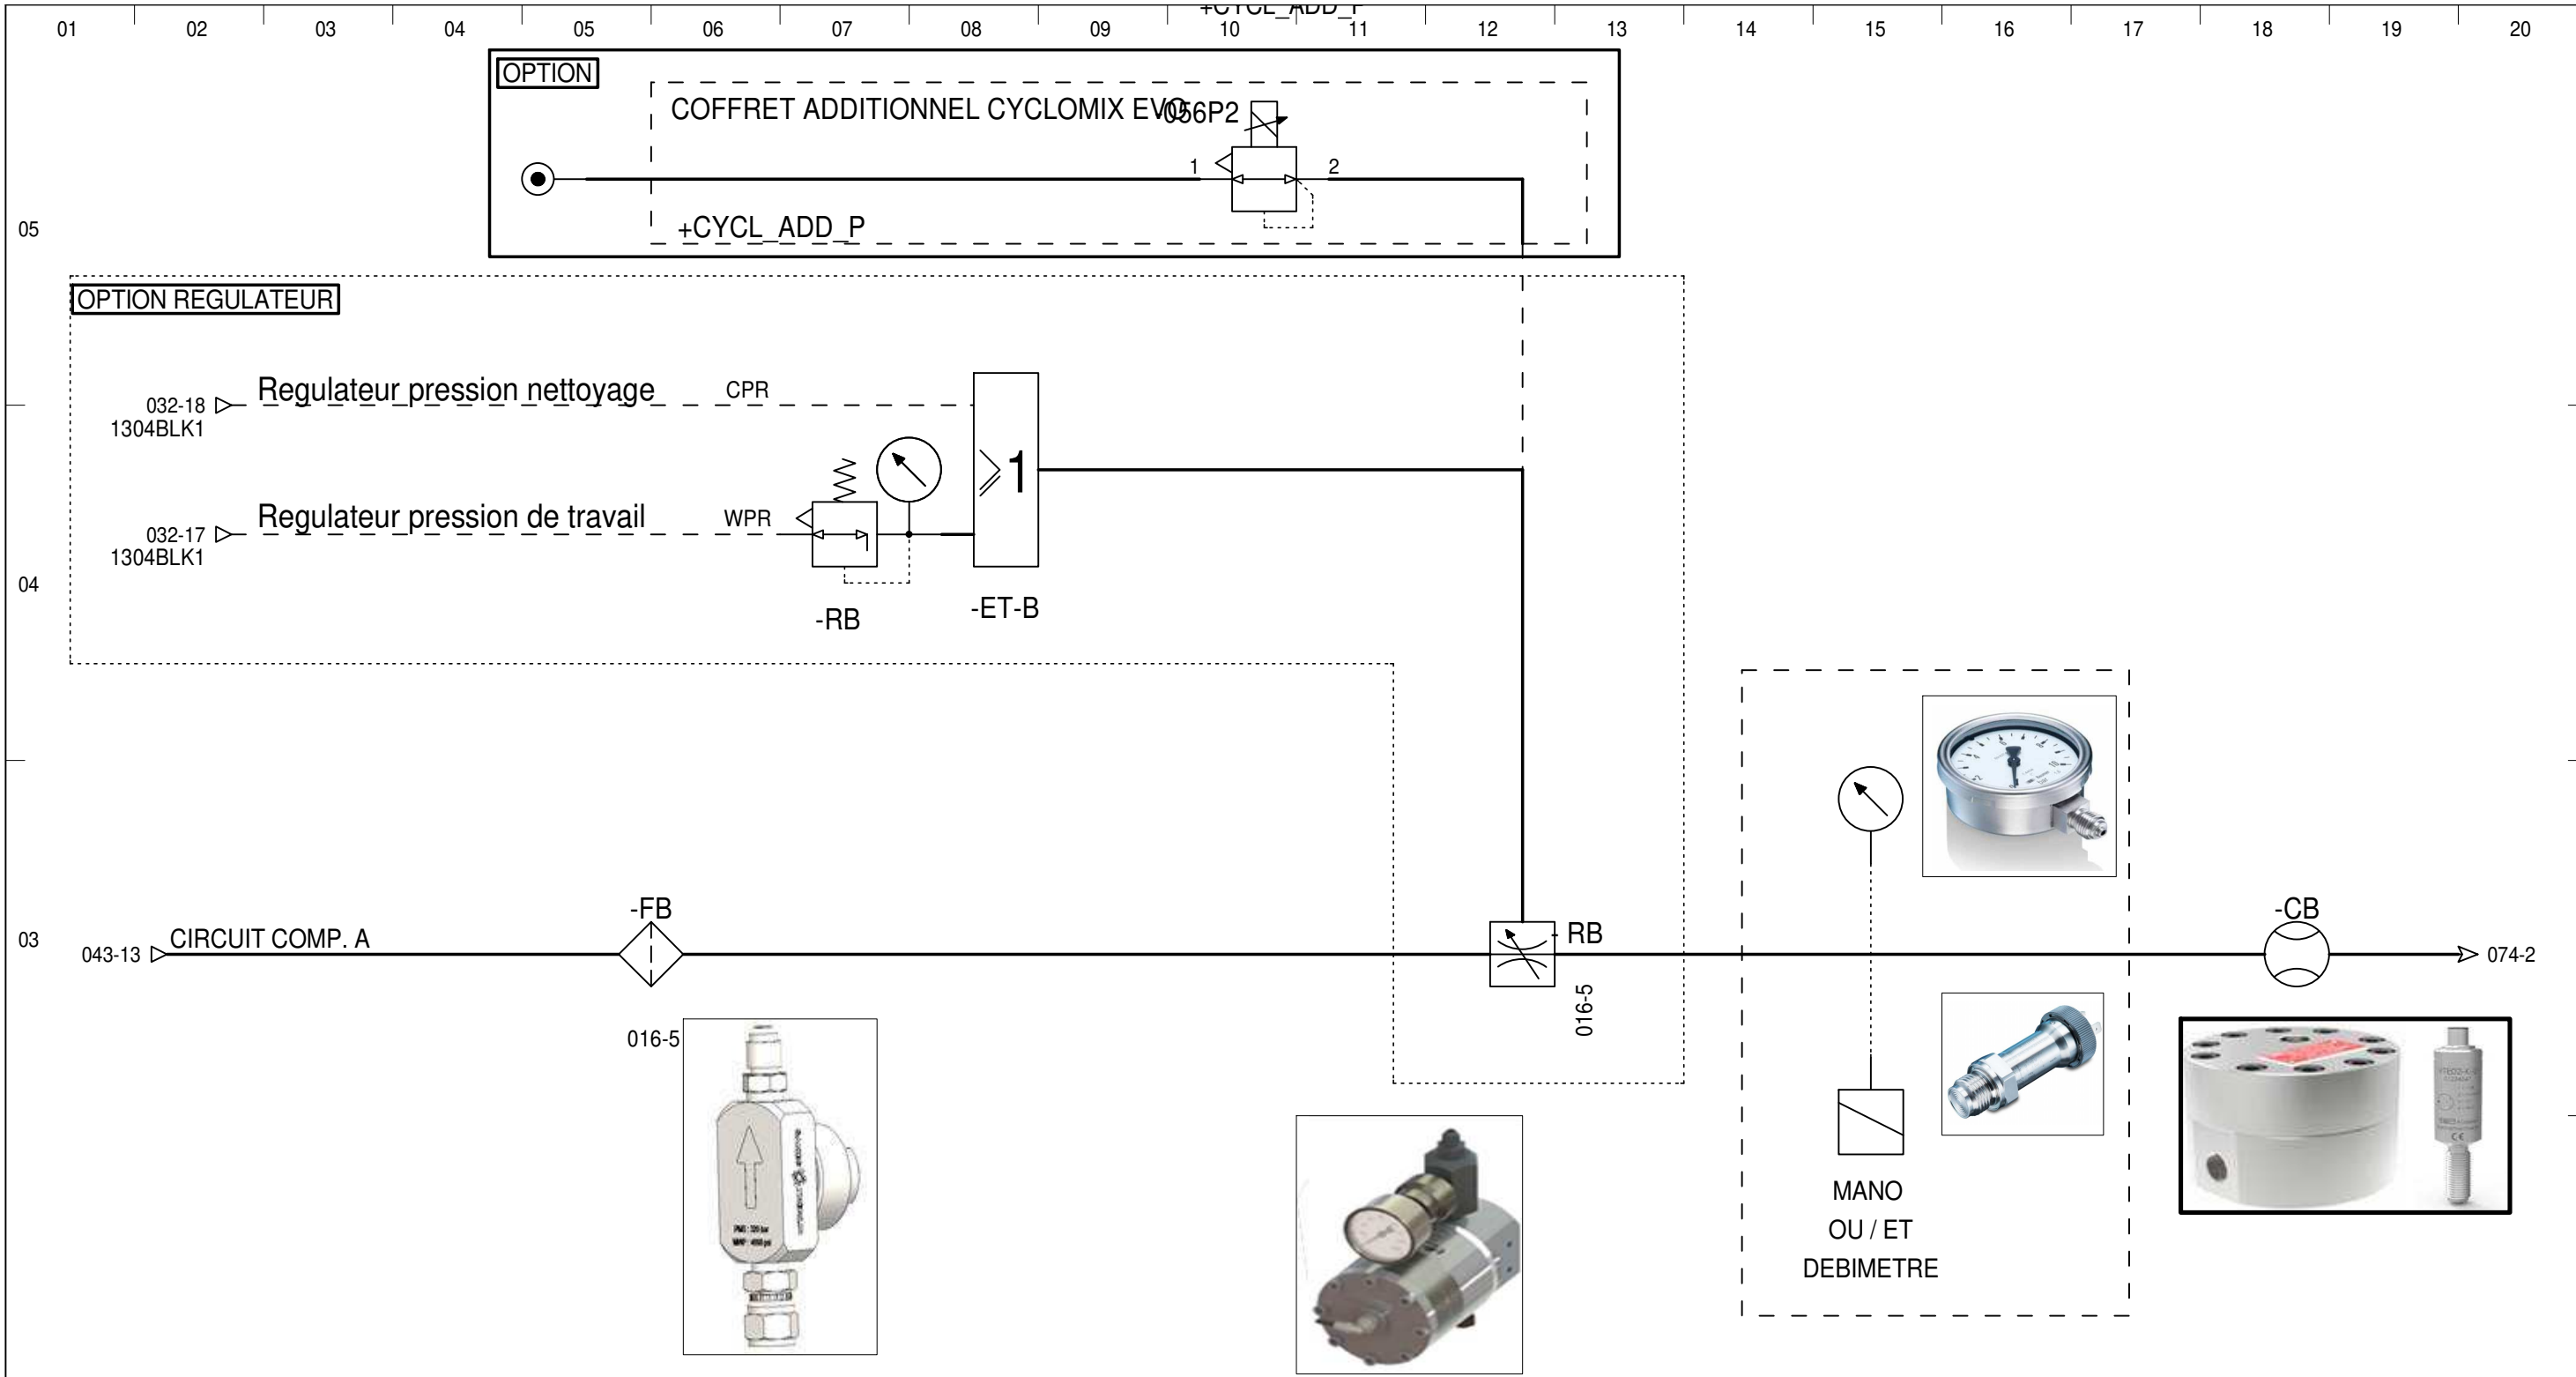 +CYCL_ADD_P
01 02 03 04 05 06 07 08 09 10 11 12 13 14 15 16 17 18 19 20
OPTION
COFFRET ADDITIONNEL CYCLOMIX EVO
-056P2
1 2
+CYCL_ADD_P
05
OPTION REGULATEUR
Regulateur pression nettoyage CPR
032-18
1304BLK1
>1
Regulateur pression de travail WPR
032-17
1304BLK1
04
-RB
-ET-B
-FB
-CB
03
043-13
CIRCUIT COMP. A
- RB
074-2
016-5
016-5
MANO
OU / ET
DEBIMETRE